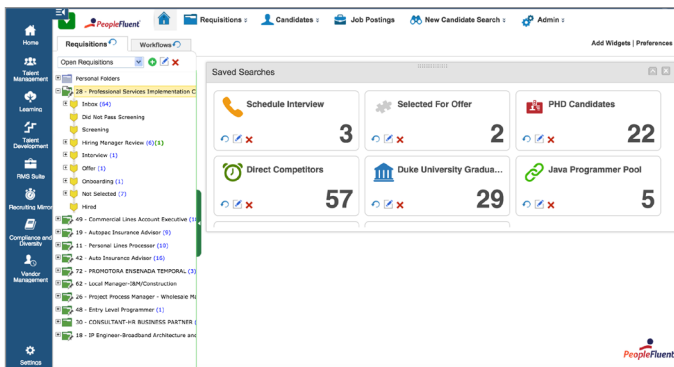 PeopleFluent
Requisitions
Candidates
Job Postings
New Candidate Search
Admin
Home
Talent
Management
Learning
Talent
Development
RMS Suite
Recruiting Mirror
Compliance and
Diversity
Vendor
Management
Settings
Requisitions
Workflows
Add Widgets | Preferences
Open Requisitions
Personal Folders
28 - Professional Services Implementation C
Inbox (64)
Did Not Pass Screening
Screening
Hiring Manager Review (6)(1)
Interview (1)
Offer (1)
Onboarding (1)
Not Selected (7)
Hired
49 - Commercial Lines Account Executive (1
19 - Autopac Insurance Advisor (9)
11 - Personal Lines Processor (10)
42 - Auto Insurance Advisor (16)
72 - PROMOTORA ENSENADA TEMPORAL (3)
62 - Local Manager-I&M/Construction
26 - Project Process Manager - Wholesale Ma
48 - Entry Level Programmer (1)
30 - CONSULTANT-HR BUSINESS PARTNER (
18 - IP Engineer-Broadband Architecture and
Saved Searches
Schedule Interview
3
Selected For Offer
2
PHD Candidates
22
Direct Competitors
57
Duke University Gradua...
29
Java Programmer Pool
5
PeopleFluent